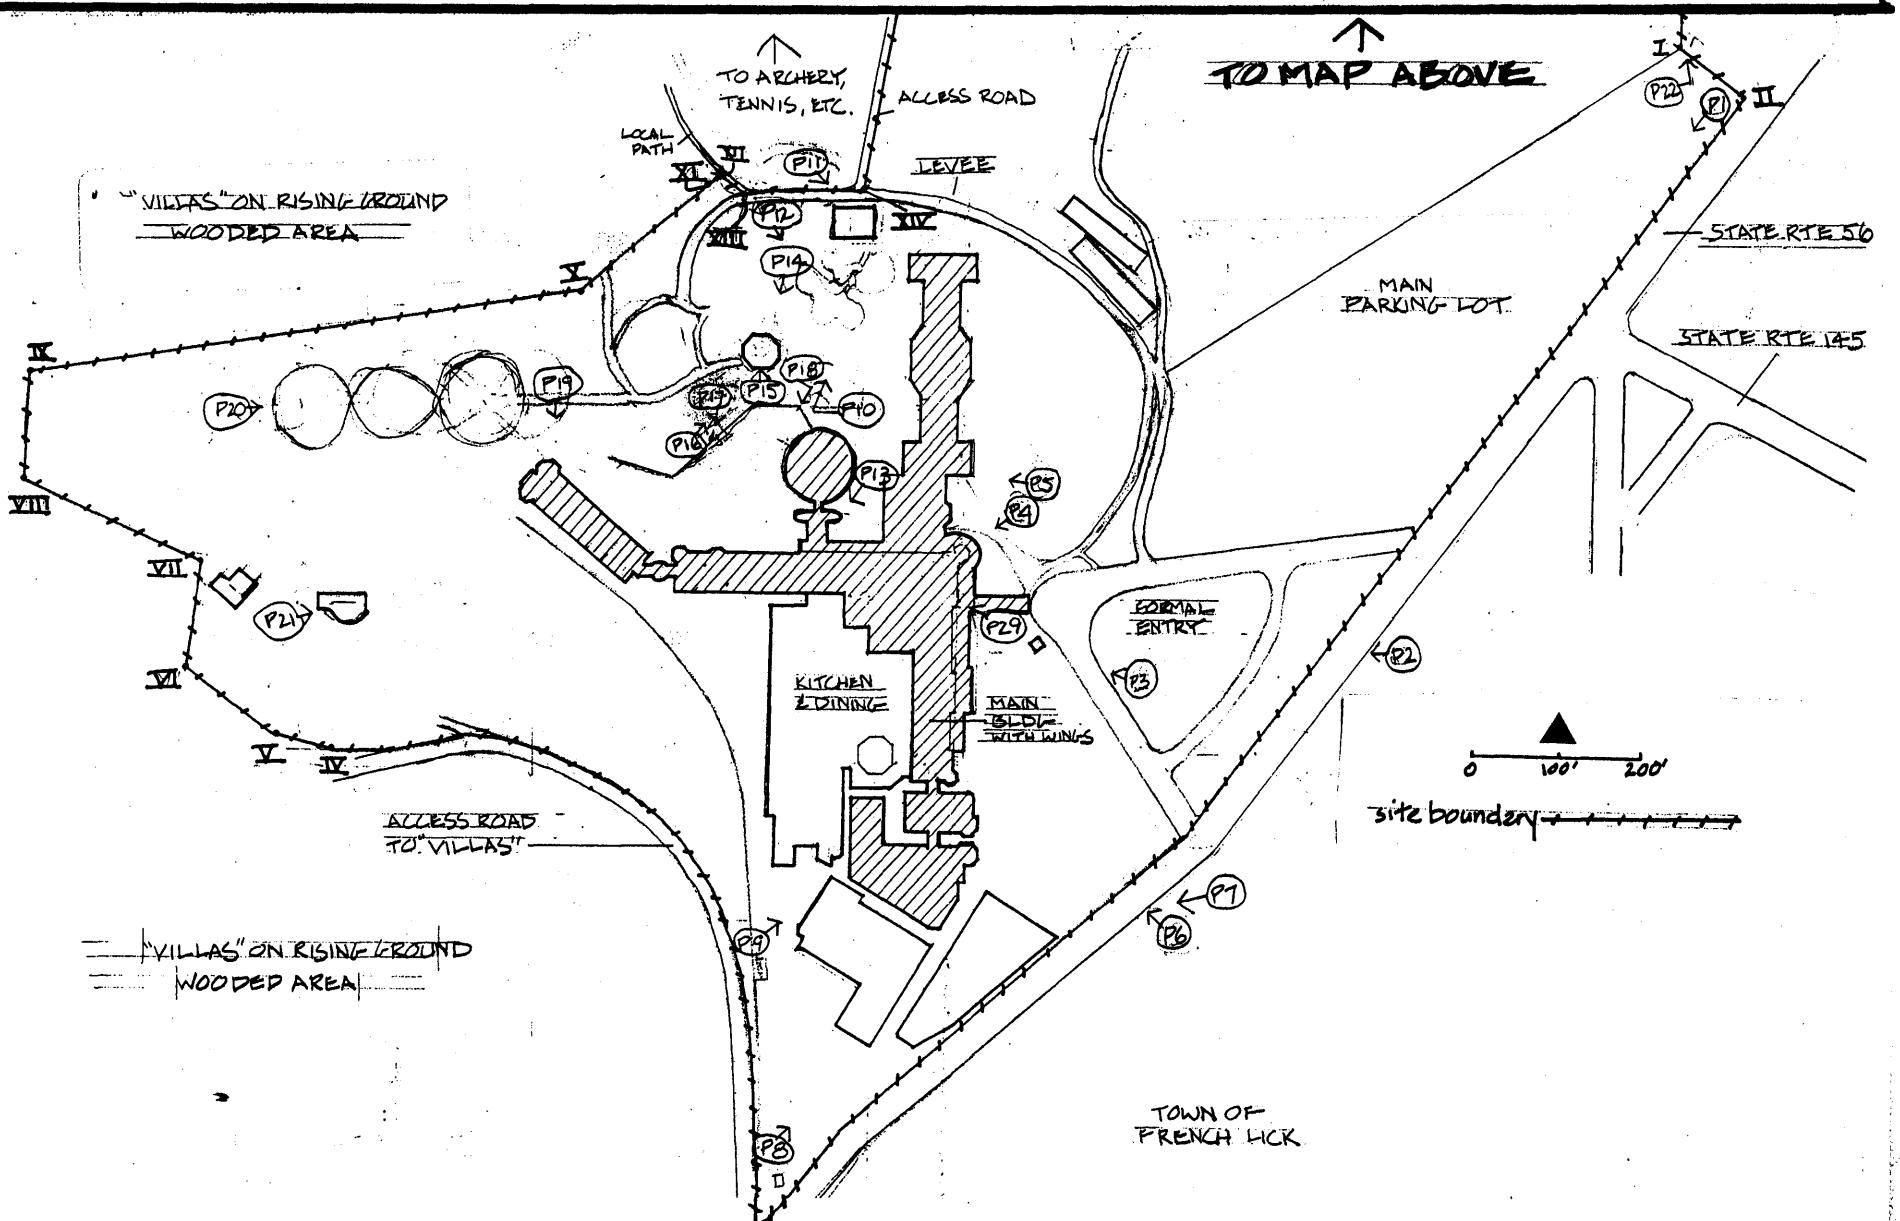 TO ARCHERY,
TENNIS, ETC.
ACCESS ROAD
TO MAP ABOVE
I
P22
P1
II
LOCAL
PATH
XII
XI
P11
LEVEE
"VILLAS" ON RISING GROUND
WOODED AREA
P12
XIII
XIV
STATE RTE 56
P14
X
MAIN
PARKING LOT
STATE RTE 145
IX
P18
P19
P15
P17
P20
P10
P16
P13
P5
P4
VIII
VII
P21
FORMAL
ENTRY
P29
P2
VI
P3
KITCHEN
& DINING
MAIN
BLDG
WITH WINGS
V
IV
0 100' 200'
site boundary
ACCESS ROAD
TO "VILLAS"
P7
P6
P9
"VILLAS" ON RISING GROUND
WOODED AREA
TOWN OF
FRENCH LICK
P8